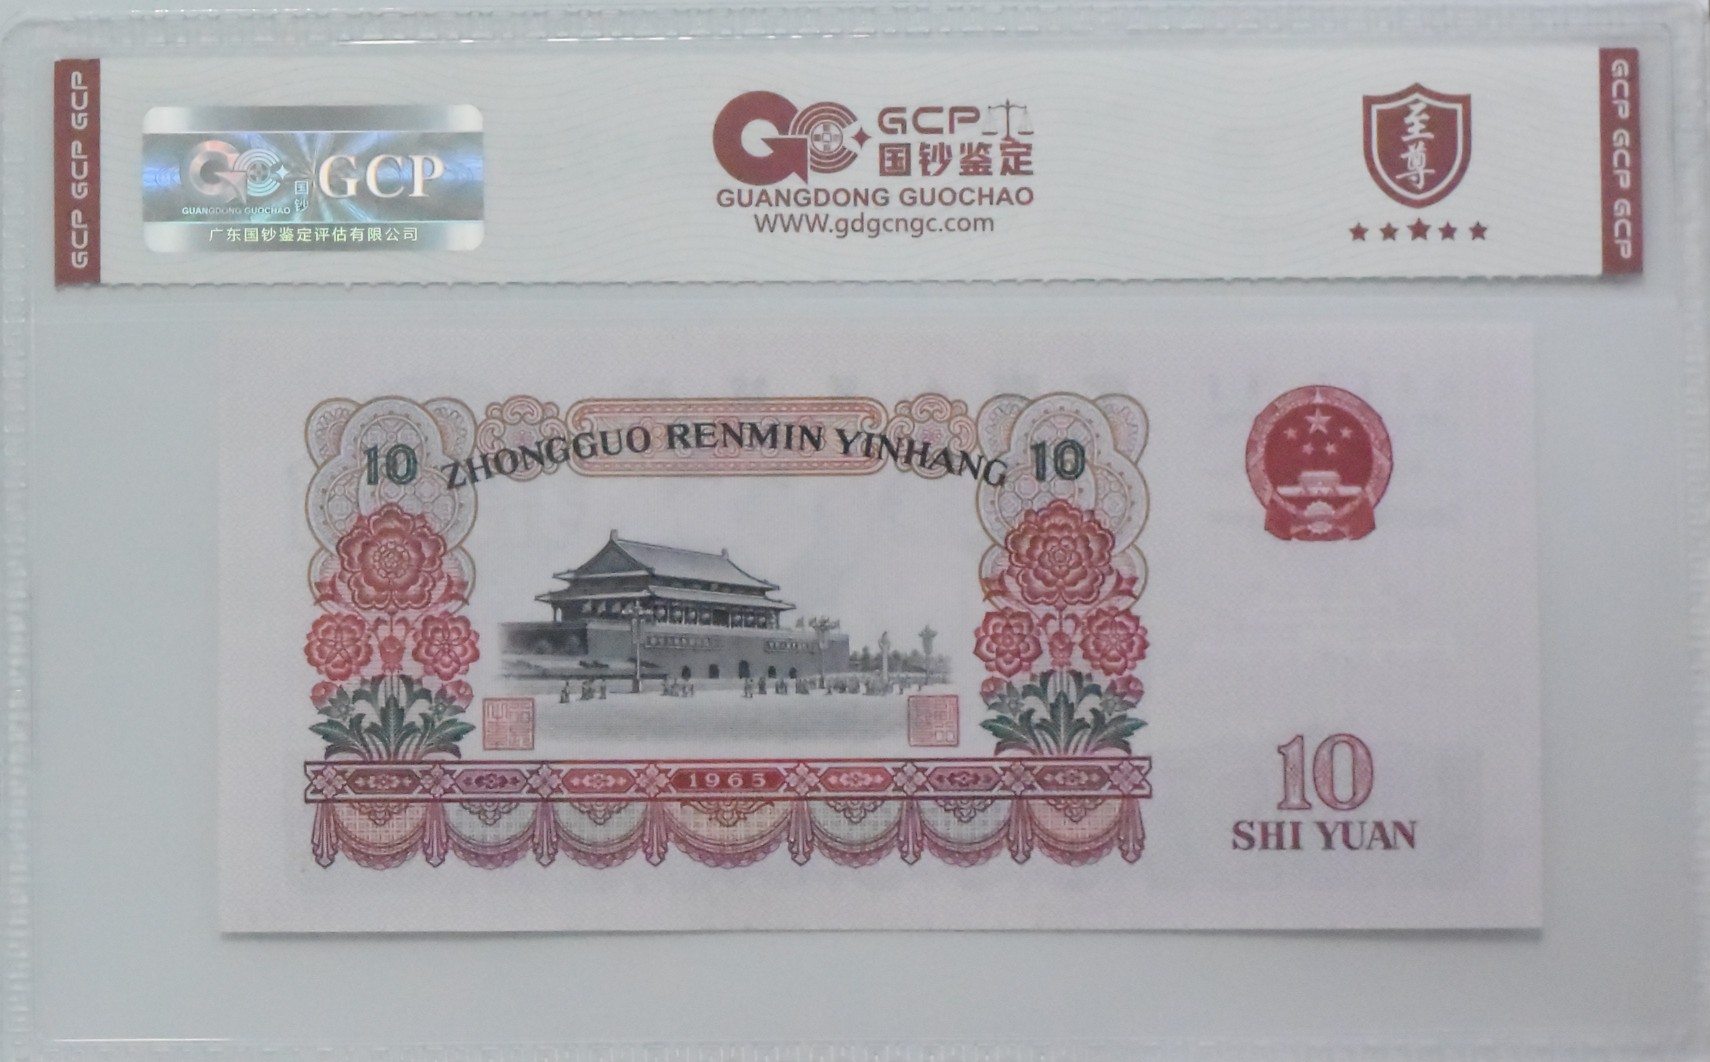 GCP GCP GCP
GCP
国
钞
GUANGDONG GUOCHAO
广东国钞鉴定评估有限公司
GCP
国钞鉴定
GUANGDONG GUOCHAO
WWW.gdgcngc.com
至
尊
GCP GCP GCP
10 ZHONGGUO RENMIN YINHANG 10
1965
10
SHI YUAN